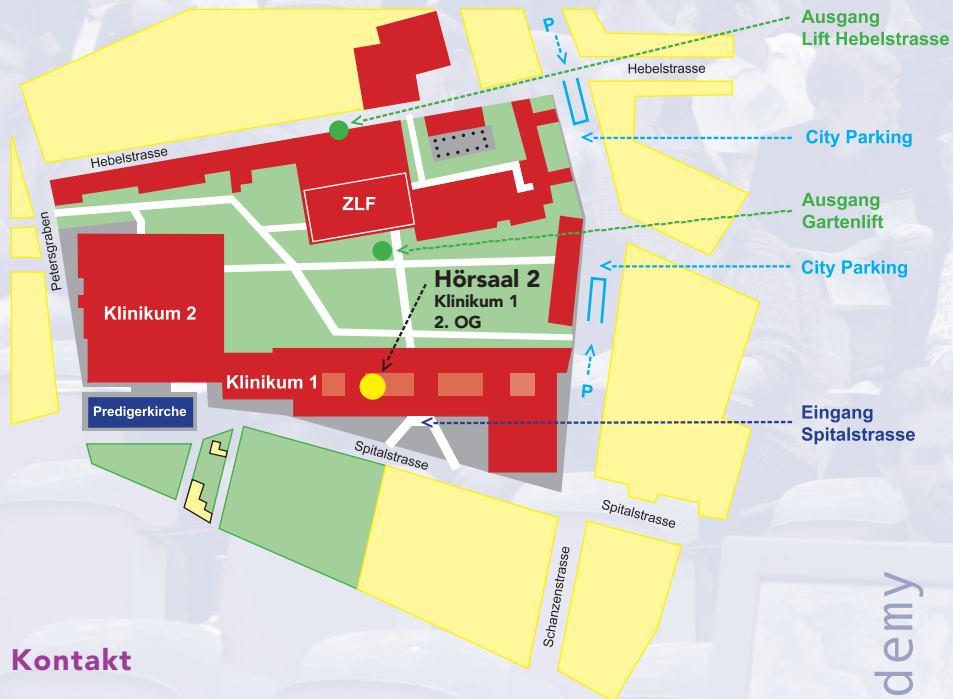 Ausgang
Lift Hebelstrasse
P
Hebelstrasse
City Parking
Hebelstrasse
ZLF
Ausgang
Gartenlift
Petersgraben
City Parking
Hörsaal 2
Klinikum 1
2. OG
Klinikum 2
Klinikum 1
P
Predigerkirche
Eingang
Spitalstrasse
Spitalstrasse
Spitalstrasse
Schanzenstrasse
demy
Kontakt